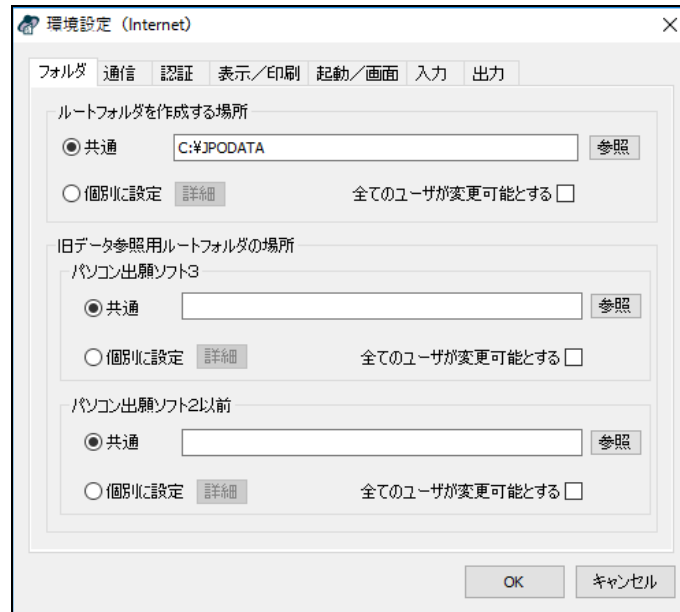 環境設定 (Internet)
フォルダ 通信 認証 表示／印刷 起動／画面 入力 出力
ルートフォルダを作成する場所
共通 C:¥JPODATA 参照
個別に設定 詳細 全てのユーザが変更可能とする
旧データ参照用ルートフォルダの場所
パソコン出願ソフト3
共通 参照
個別に設定 詳細 全てのユーザが変更可能とする
パソコン出願ソフト2以前
共通 参照
個別に設定 詳細 全てのユーザが変更可能とする
OK キャンセル